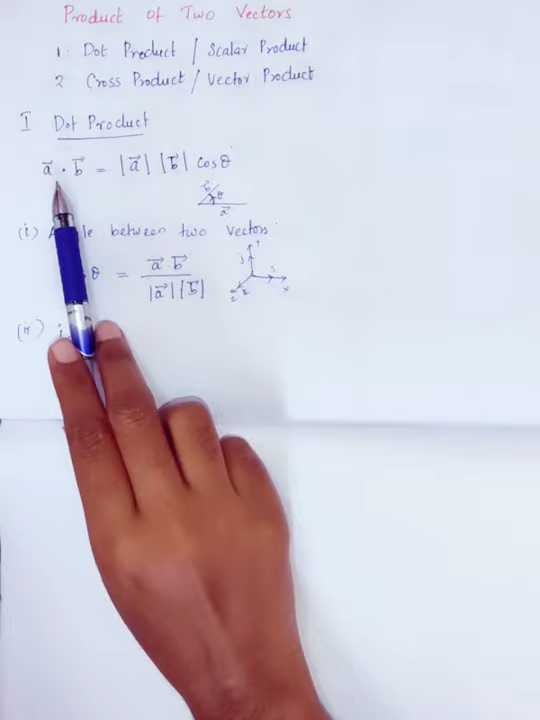 Product of Two Vectors
1. Dot Product / Scalar Product
2 Cross Product / Vector Product
I Dot Product
a⃗ · b⃗ = |a⃗| |b⃗| cos θ
b⃗ θ
a⃗
(i) between two vectors
θ = a⃗ b⃗ / |a⃗| |b⃗|
Y
j
i
x
z k
(ii) i